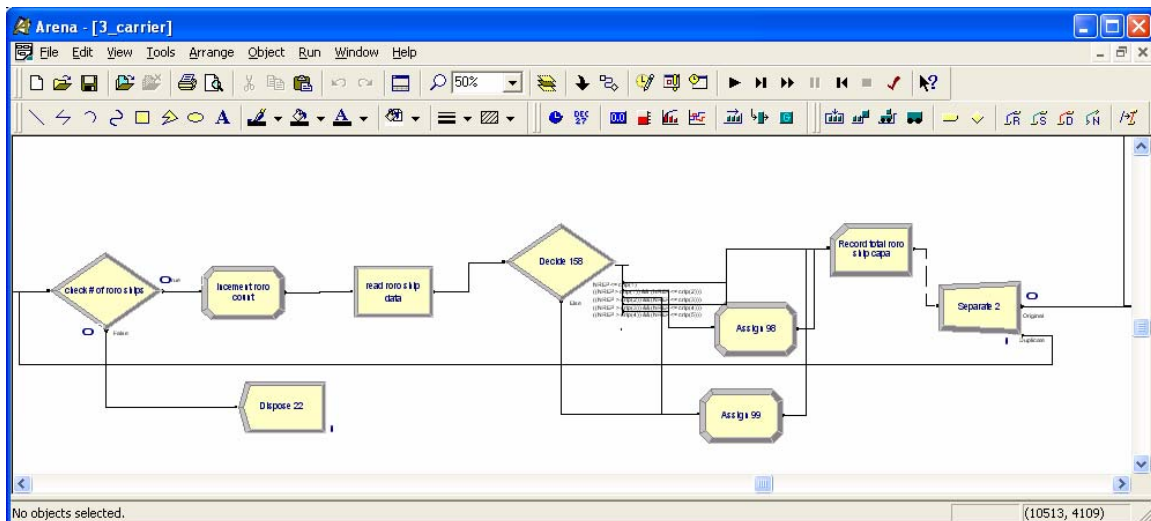 Arena - [3_carrier]
File Edit View Tools Arrange Object Run Window Help
50%
check # of roro ships
True
False
Increment roro
count
read roro ship
data
Decide 158
Else
Record total roro
ship capa
Assign 98
Assign 99
Separate 2
Original
Duplicate
Dispose 22
No objects selected.
(10513, 4109)